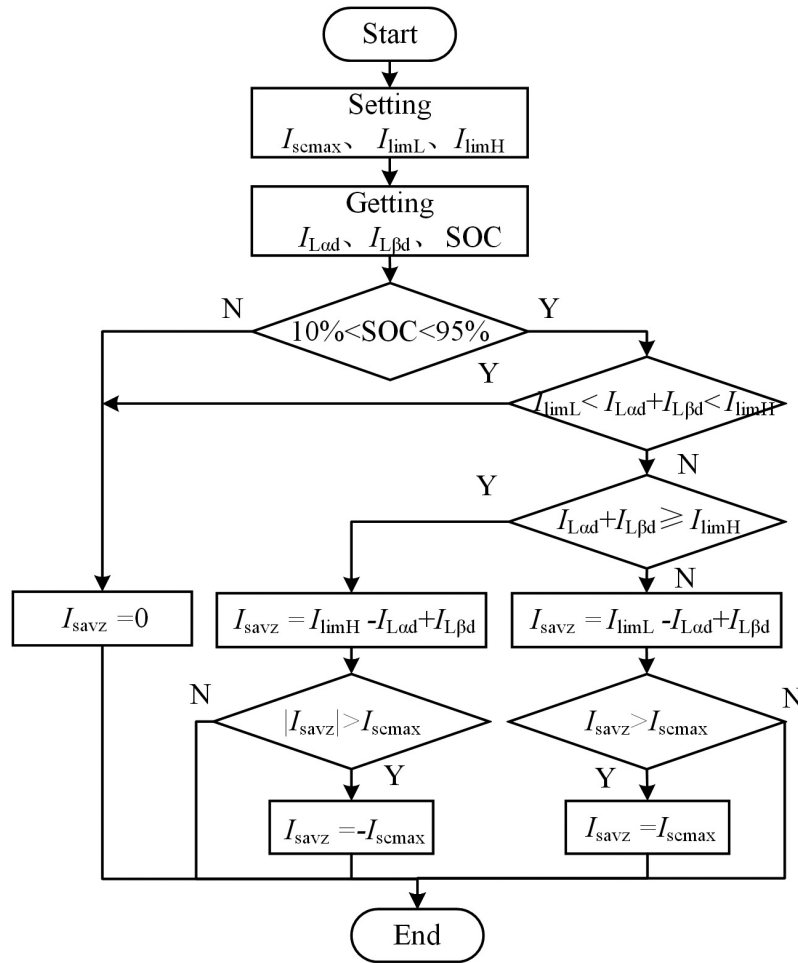 Start
Setting
Iscmax、 IlimL、 IlimH
Getting
ILαd、ILβd、 SOC
N
Y
10%<SOC<95%
Y
IlimL< ILαd+ILβd< IlimH
N
Y
ILαd+ILβd≥ IlimH
N
Isavz =0
Isavz = IlimH -ILαd+ILβd
Isavz = IlimL -ILαd+ILβd
N
N
|Isavz|>Iscmax
Isavz>Iscmax
Y
Y
Isavz =-Iscmax
Isavz =Iscmax
End